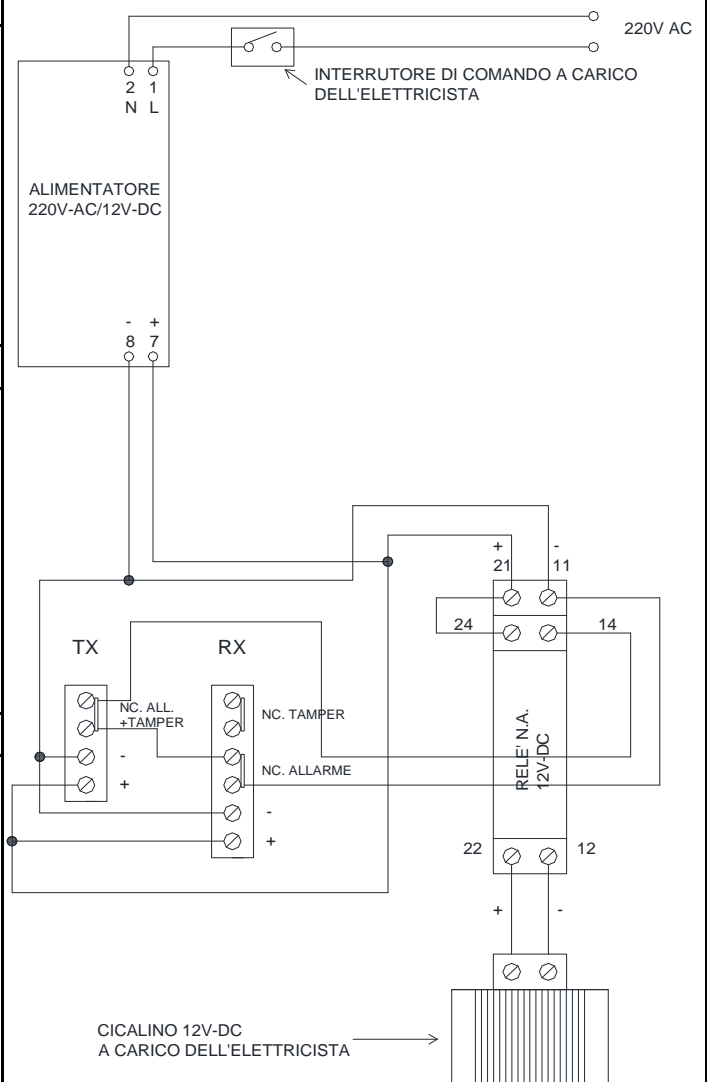 220V AC
INTERRUTORE DI COMANDO A CARICO
DELL'ELETTRICISTA
2 1
N L
ALIMENTATORE
220V-AC/12V-DC
- +
8 7
+ -
21 11
24 14
TX RX
NC. ALL.
+TAMPER
NC. TAMPER
-
+
NC. ALLARME
-
+
RELE' N.A.
12V-DC
22 12
+ -
CICALINO 12V-DC
A CARICO DELL'ELETTRICISTA